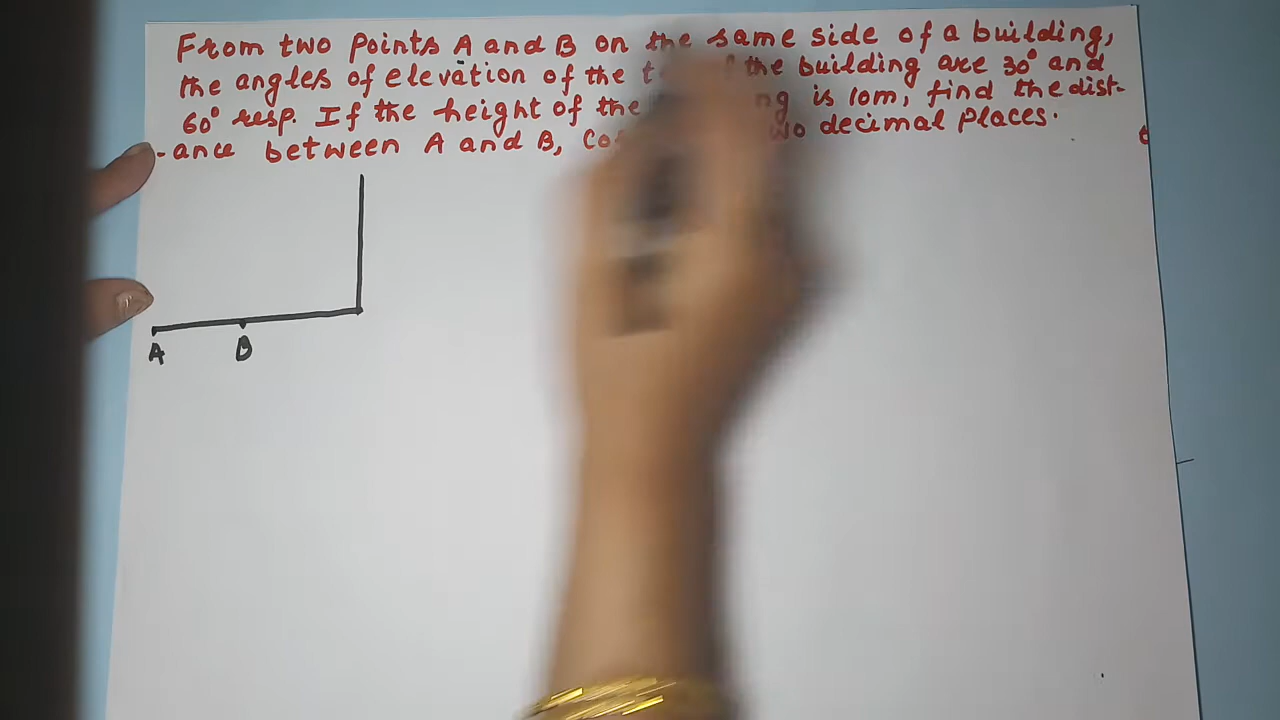 From two points A and B on the same side of a building,
the angles of elevation of the the building are 30° and
60° resp. If the height of the is 10m, find the dist-
-ance between A and B, decimal places.
A B